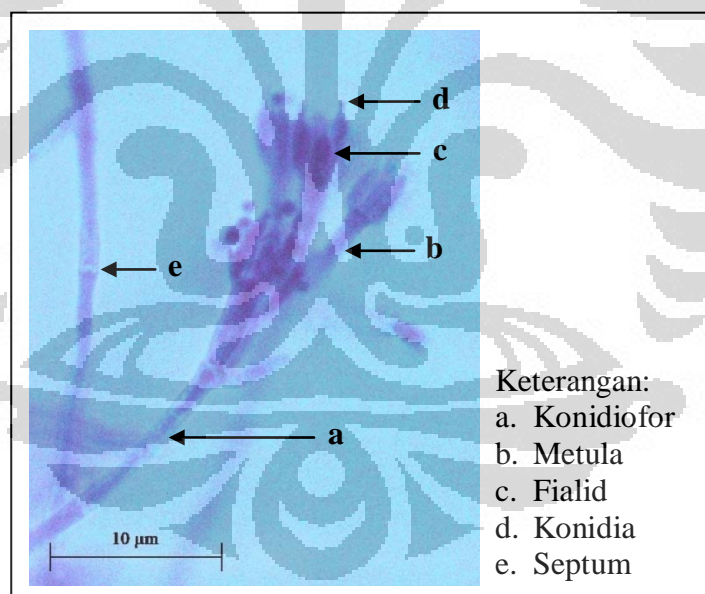 d
c
b
e
a
10 µm
Keterangan:
a. Konidiofor
b. Metula
c. Fialid
d. Konidia
e. Septum